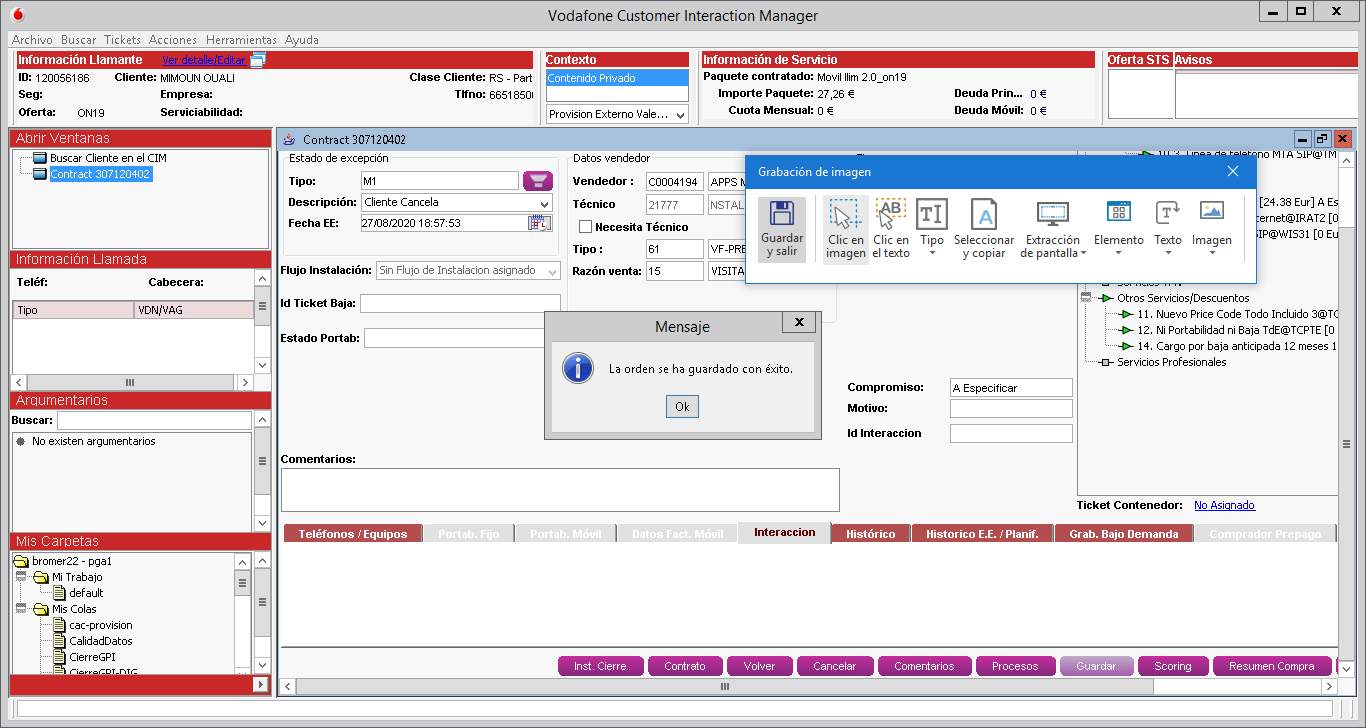 Vodafone Customer Interaction Manager
Archivo Buscar Tickets Acciones Herramientas Ayuda
Información Llamante Ver detalle/Editar
ID: 120056186 Cliente: MIMOUN OUALI Clase Cliente: RS - Part
Seg: Empresa: Tlfno: 6651850
Oferta: ON19 Serviciabilidad:
Contexto
Contenido Privado
Provision Externo Vale...
Información de Servicio
Paquete contratado: Movil Ilim 2.0_on19
Importe Paquete: 27,26 € Deuda Prin... 0 €
Cuota Mensual: 0 € Deuda Móvil: 0 €
Oferta STS Avisos
Abrir Ventanas
Buscar Cliente en el CIM
Contract 307120402
Información Llamada
Teléf: Cabecera:
Tipo VDN/VAG
Argumentarios
Buscar:
No existen argumentarios
Mis Carpetas
bromer22 - pga1
Mi Trabajo
default
Mis Colas
cac-provision
CalidadDatos
CierreGPI
CierreGPI-DIG
Contract 307120402
Estado de excepción
Tipo: M1
Descripción: Cliente Cancela
Fecha EE: 27/08/2020 18:57:53
Flujo Instalación: Sin Flujo de Instalacion asignado
Id Ticket Baja:
Estado Portab:
Datos vendedor
Vendedor : C0004194 APPS M
Técnico 21777 NSTAL
Necesita Técnico
Tipo : 61 VF-PRE
Razón venta: 15 VISITA
Grabación de imagen
Guardar y salir
Clic en imagen
Clic en el texto
Tipo
Seleccionar y copiar
Extracción de pantalla
Elemento
Texto
Imagen
10.3. Linea de telefono MTA SIP@TM
[24.38 Eur] A Es
ernet@IRAT2 [0
SIP@WIS31 [0 Eu
Otros Servicios/Descuentos
11. Nuevo Price Code Todo Incluido 3@TC
12. Ni Portabilidad ni Baja TdE@TCPTE [0
14. Cargo por baja anticipada 12 meses 1
Servicios Profesionales
Mensaje
La orden se ha guardado con éxito.
Ok
Compromiso: A Especificar
Motivo:
Id Interaccion
Comentarios:
Ticket Contenedor: No Asignado
Teléfonos / Equipos Portab. Fijo Portab. Móvil Datos Fact. Móvil Interaccion Histórico Historico E.E. / Planif. Grab. Bajo Demanda Comprador Prepago
Inst. Cierre Contrato Volver Cancelar Comentarios Procesos Guardar Scoring Resumen Compra